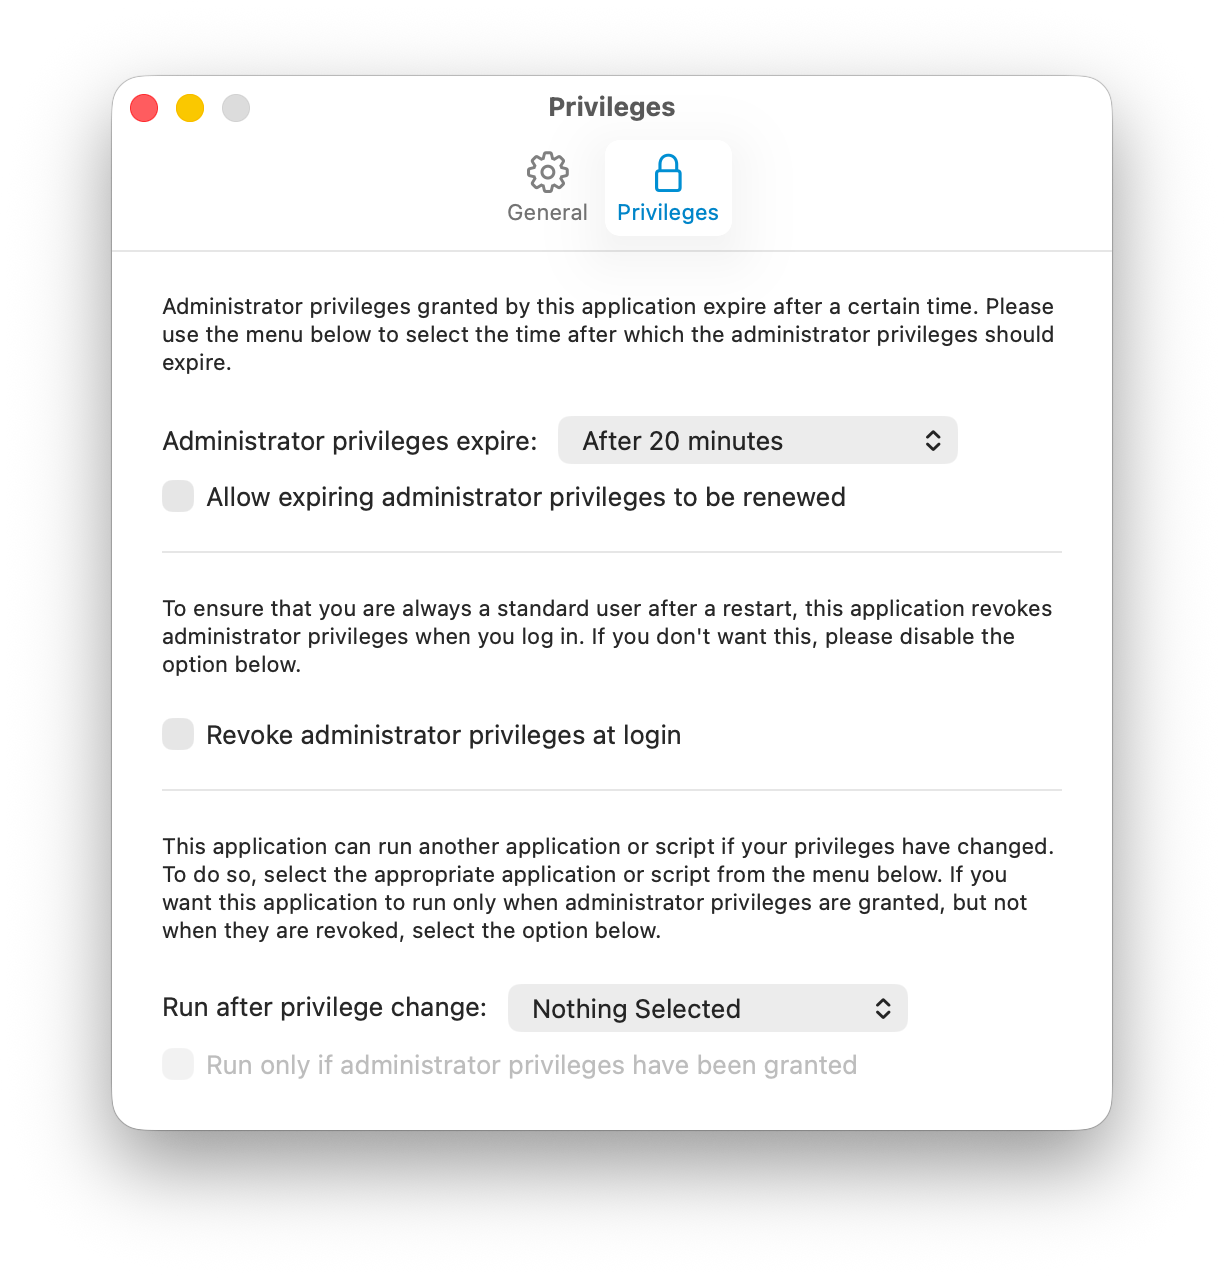 Privileges
General
Privileges
Administrator privileges granted by this application expire after a certain time. Please
use the menu below to select the time after which the administrator privileges should
expire.
Administrator privileges expire: After 20 minutes
Allow expiring administrator privileges to be renewed
To ensure that you are always a standard user after a restart, this application revokes
administrator privileges when you log in. If you don't want this, please disable the
option below.
Revoke administrator privileges at login
This application can run another application or script if your privileges have changed.
To do so, select the appropriate application or script from the menu below. If you
want this application to run only when administrator privileges are granted, but not
when they are revoked, select the option below.
Run after privilege change: Nothing Selected
Run only if administrator privileges have been granted